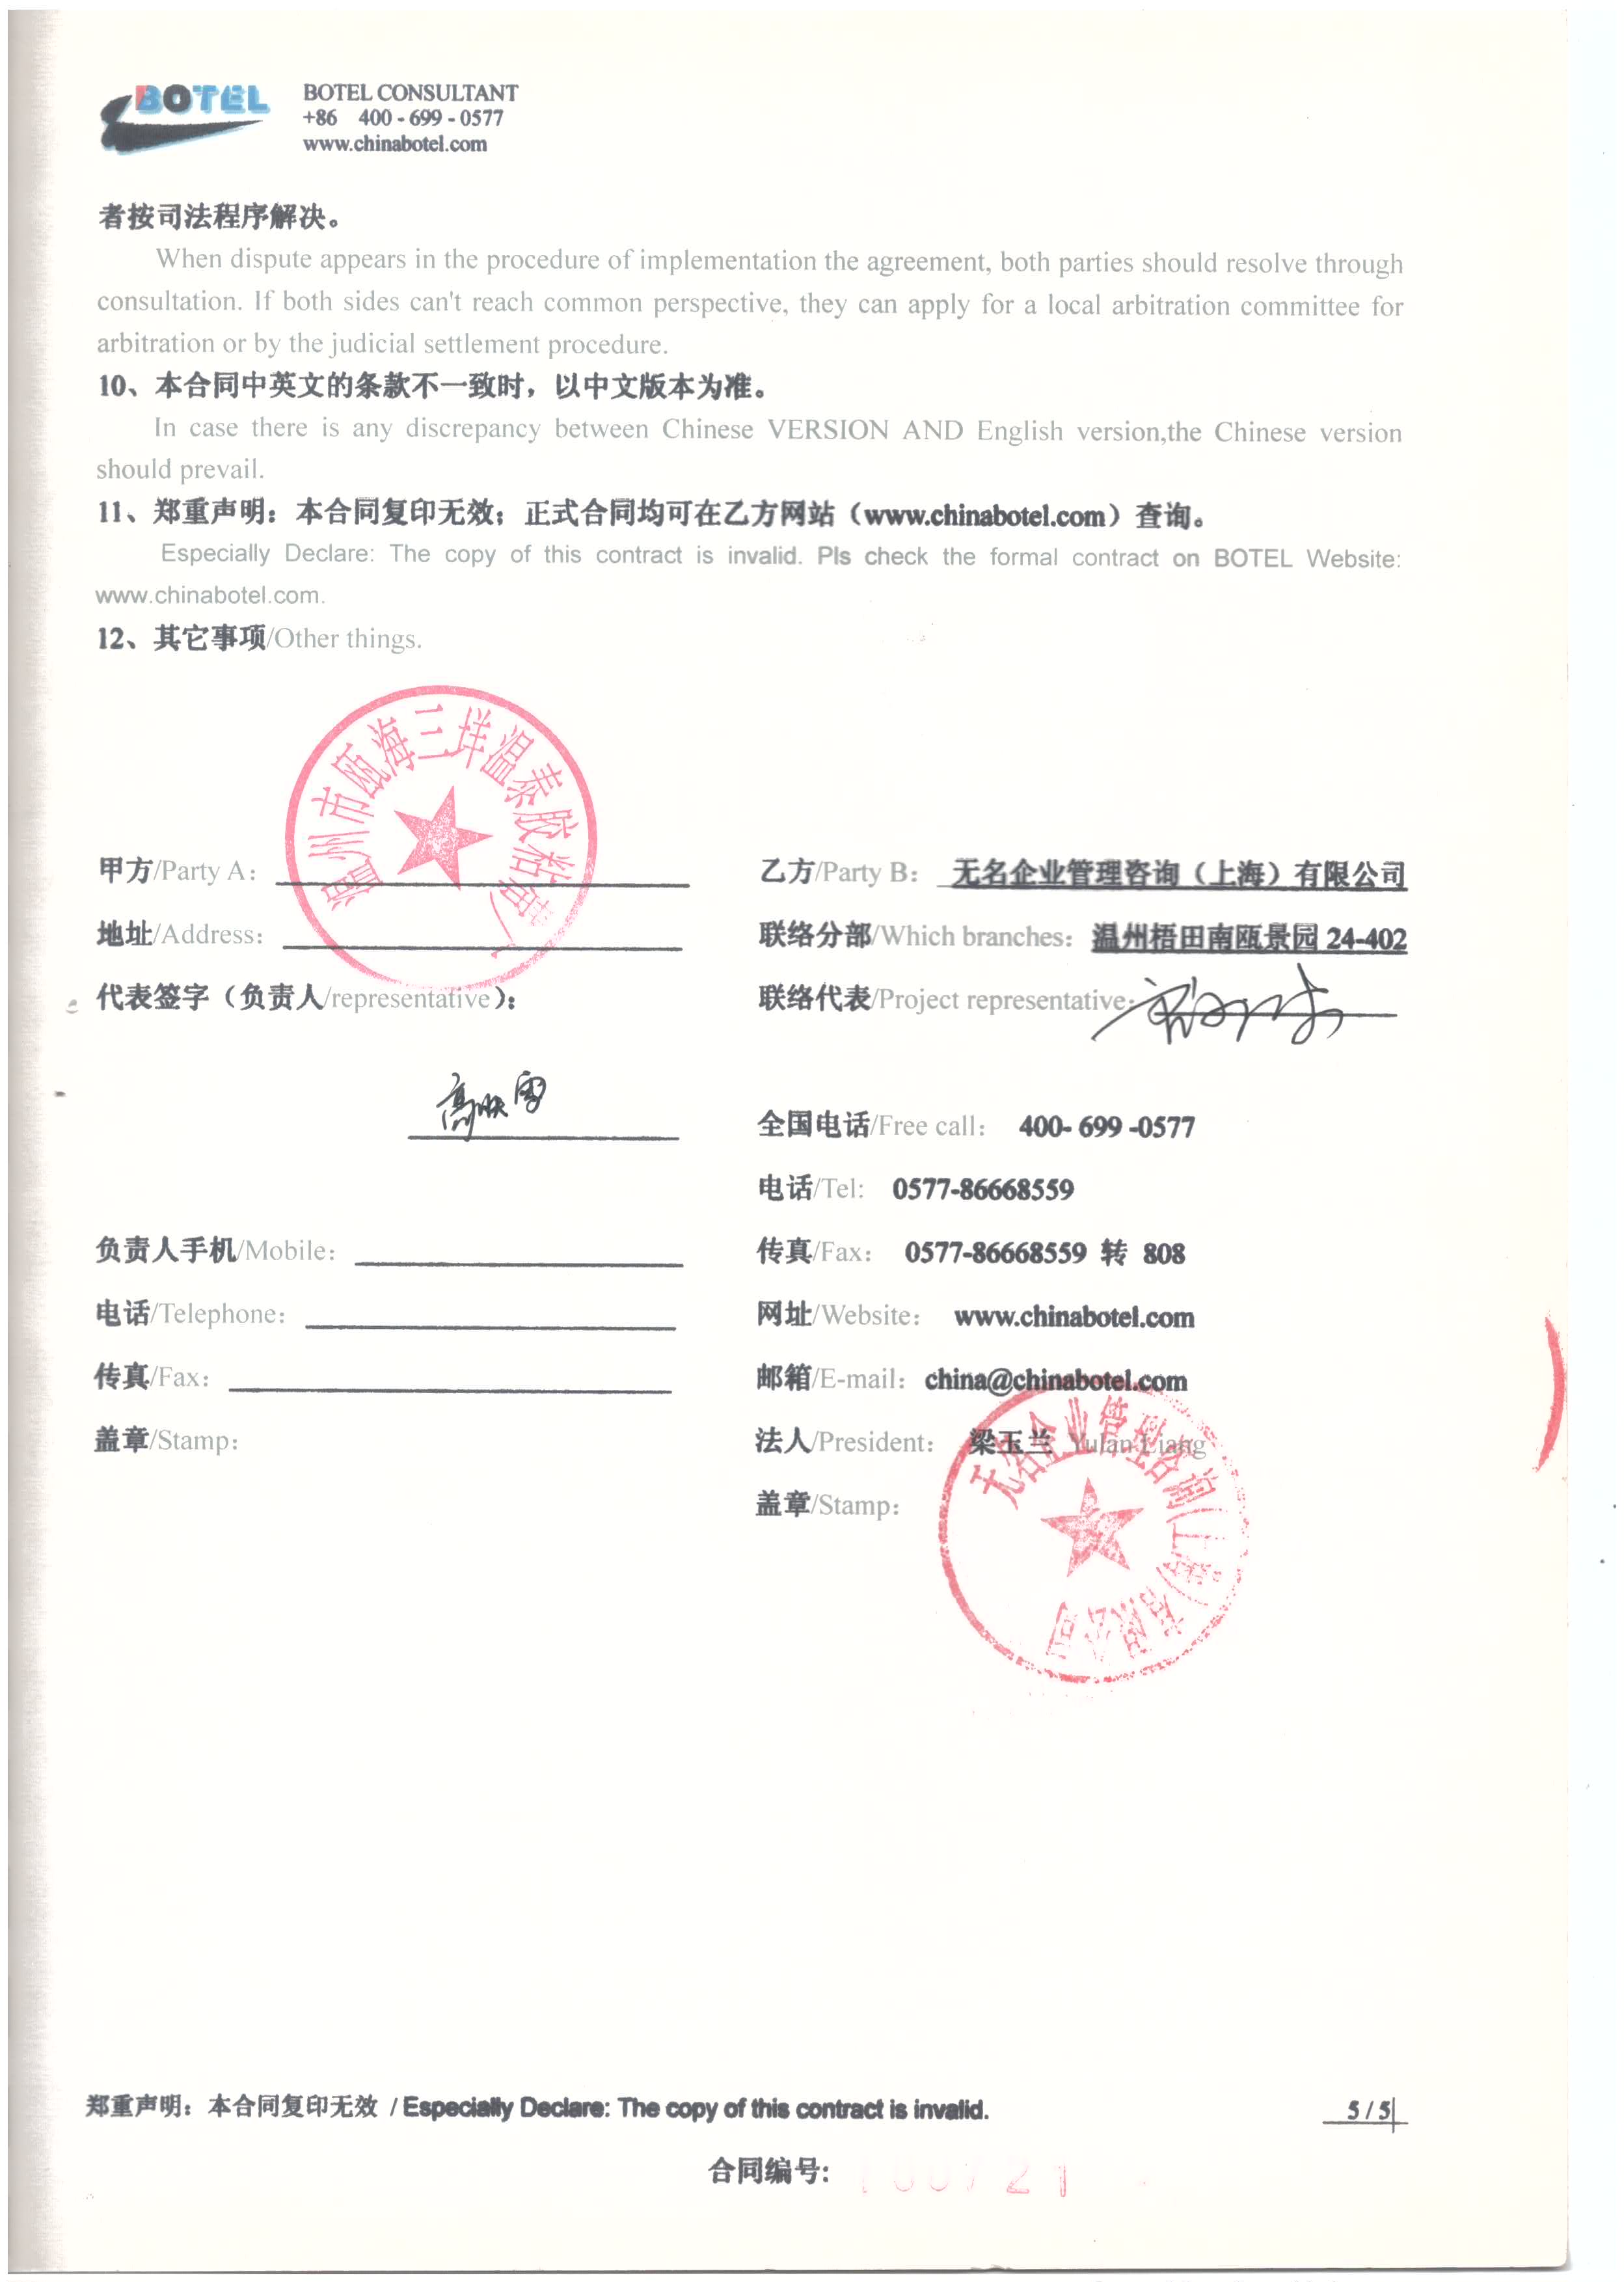 BOTEL
BOTEL CONSULTANT
+86 400 - 699 - 0577
www.chinabotel.com
者按司法程序解决。
When dispute appears in the procedure of implementation the agreement, both parties should resolve through
consultation. If both sides can't reach common perspective, they can apply for a local arbitration committee for
arbitration or by the judicial settlement procedure.
10、本合同中英文的条款不一致时，以中文版本为准。
In case there is any discrepancy between Chinese VERSION AND English version,the Chinese version
should prevail.
11、郑重声明：本合同复印无效；正式合同均可在乙方网站（www.chinabotel.com）查询。
Especially Declare: The copy of this contract is invalid. Pls check the formal contract on BOTEL Website:
www.chinabotel.com.
12、其它事项/Other things.
温州市瓯海三垟温泰胶粘带厂
甲方/Party A：
乙方/Party B： 无名企业管理咨询（上海）有限公司
地址/Address：
联络分部/Which branches：温州梧田南瓯景园 24-402
代表签字（负责人/representative）：
联络代表/Project representative：
全国电话/Free call： 400- 699 -0577
电话/Tel: 0577-86668559
负责人手机/Mobile：
传真/Fax： 0577-86668559 转 808
电话/Telephone：
网址/Website： www.chinabotel.com
传真/Fax：
邮箱/E-mail：china@chinabotel.com
盖章/Stamp：
法人/President： 梁玉兰 Yulan Liang
盖章/Stamp：
无名企业管理咨询(上海)有限公司
郑重声明：本合同复印无效 / Especially Declare: The copy of this contract is invalid.
5 / 5
合同编号: